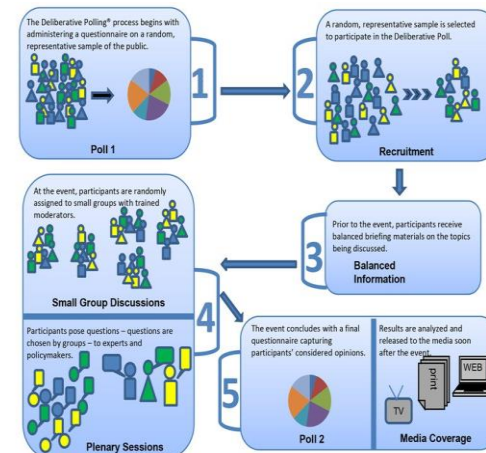 The Deliberative Polling® process begins with
administering a questionnaire on a random,
representative sample of the public.
Poll 1
1
2
A random, representative sample is selected
to participate in the Deliberative Poll.
Recruitment
3
Prior to the event, participants receive
balanced briefing materials on the topics
being discussed.
Balanced
Information
At the event, participants are randomly
assigned to small groups with trained
moderators.
Small Group Discussions
4
Participants pose questions – questions are
chosen by groups – to experts and
policymakers.
Plenary Sessions
5
The event concludes with a final
questionnaire capturing
participants' considered opinions.
Poll 2
Results are analyzed and
released to the media soon
after the event.
TV
print
WEB
Media Coverage